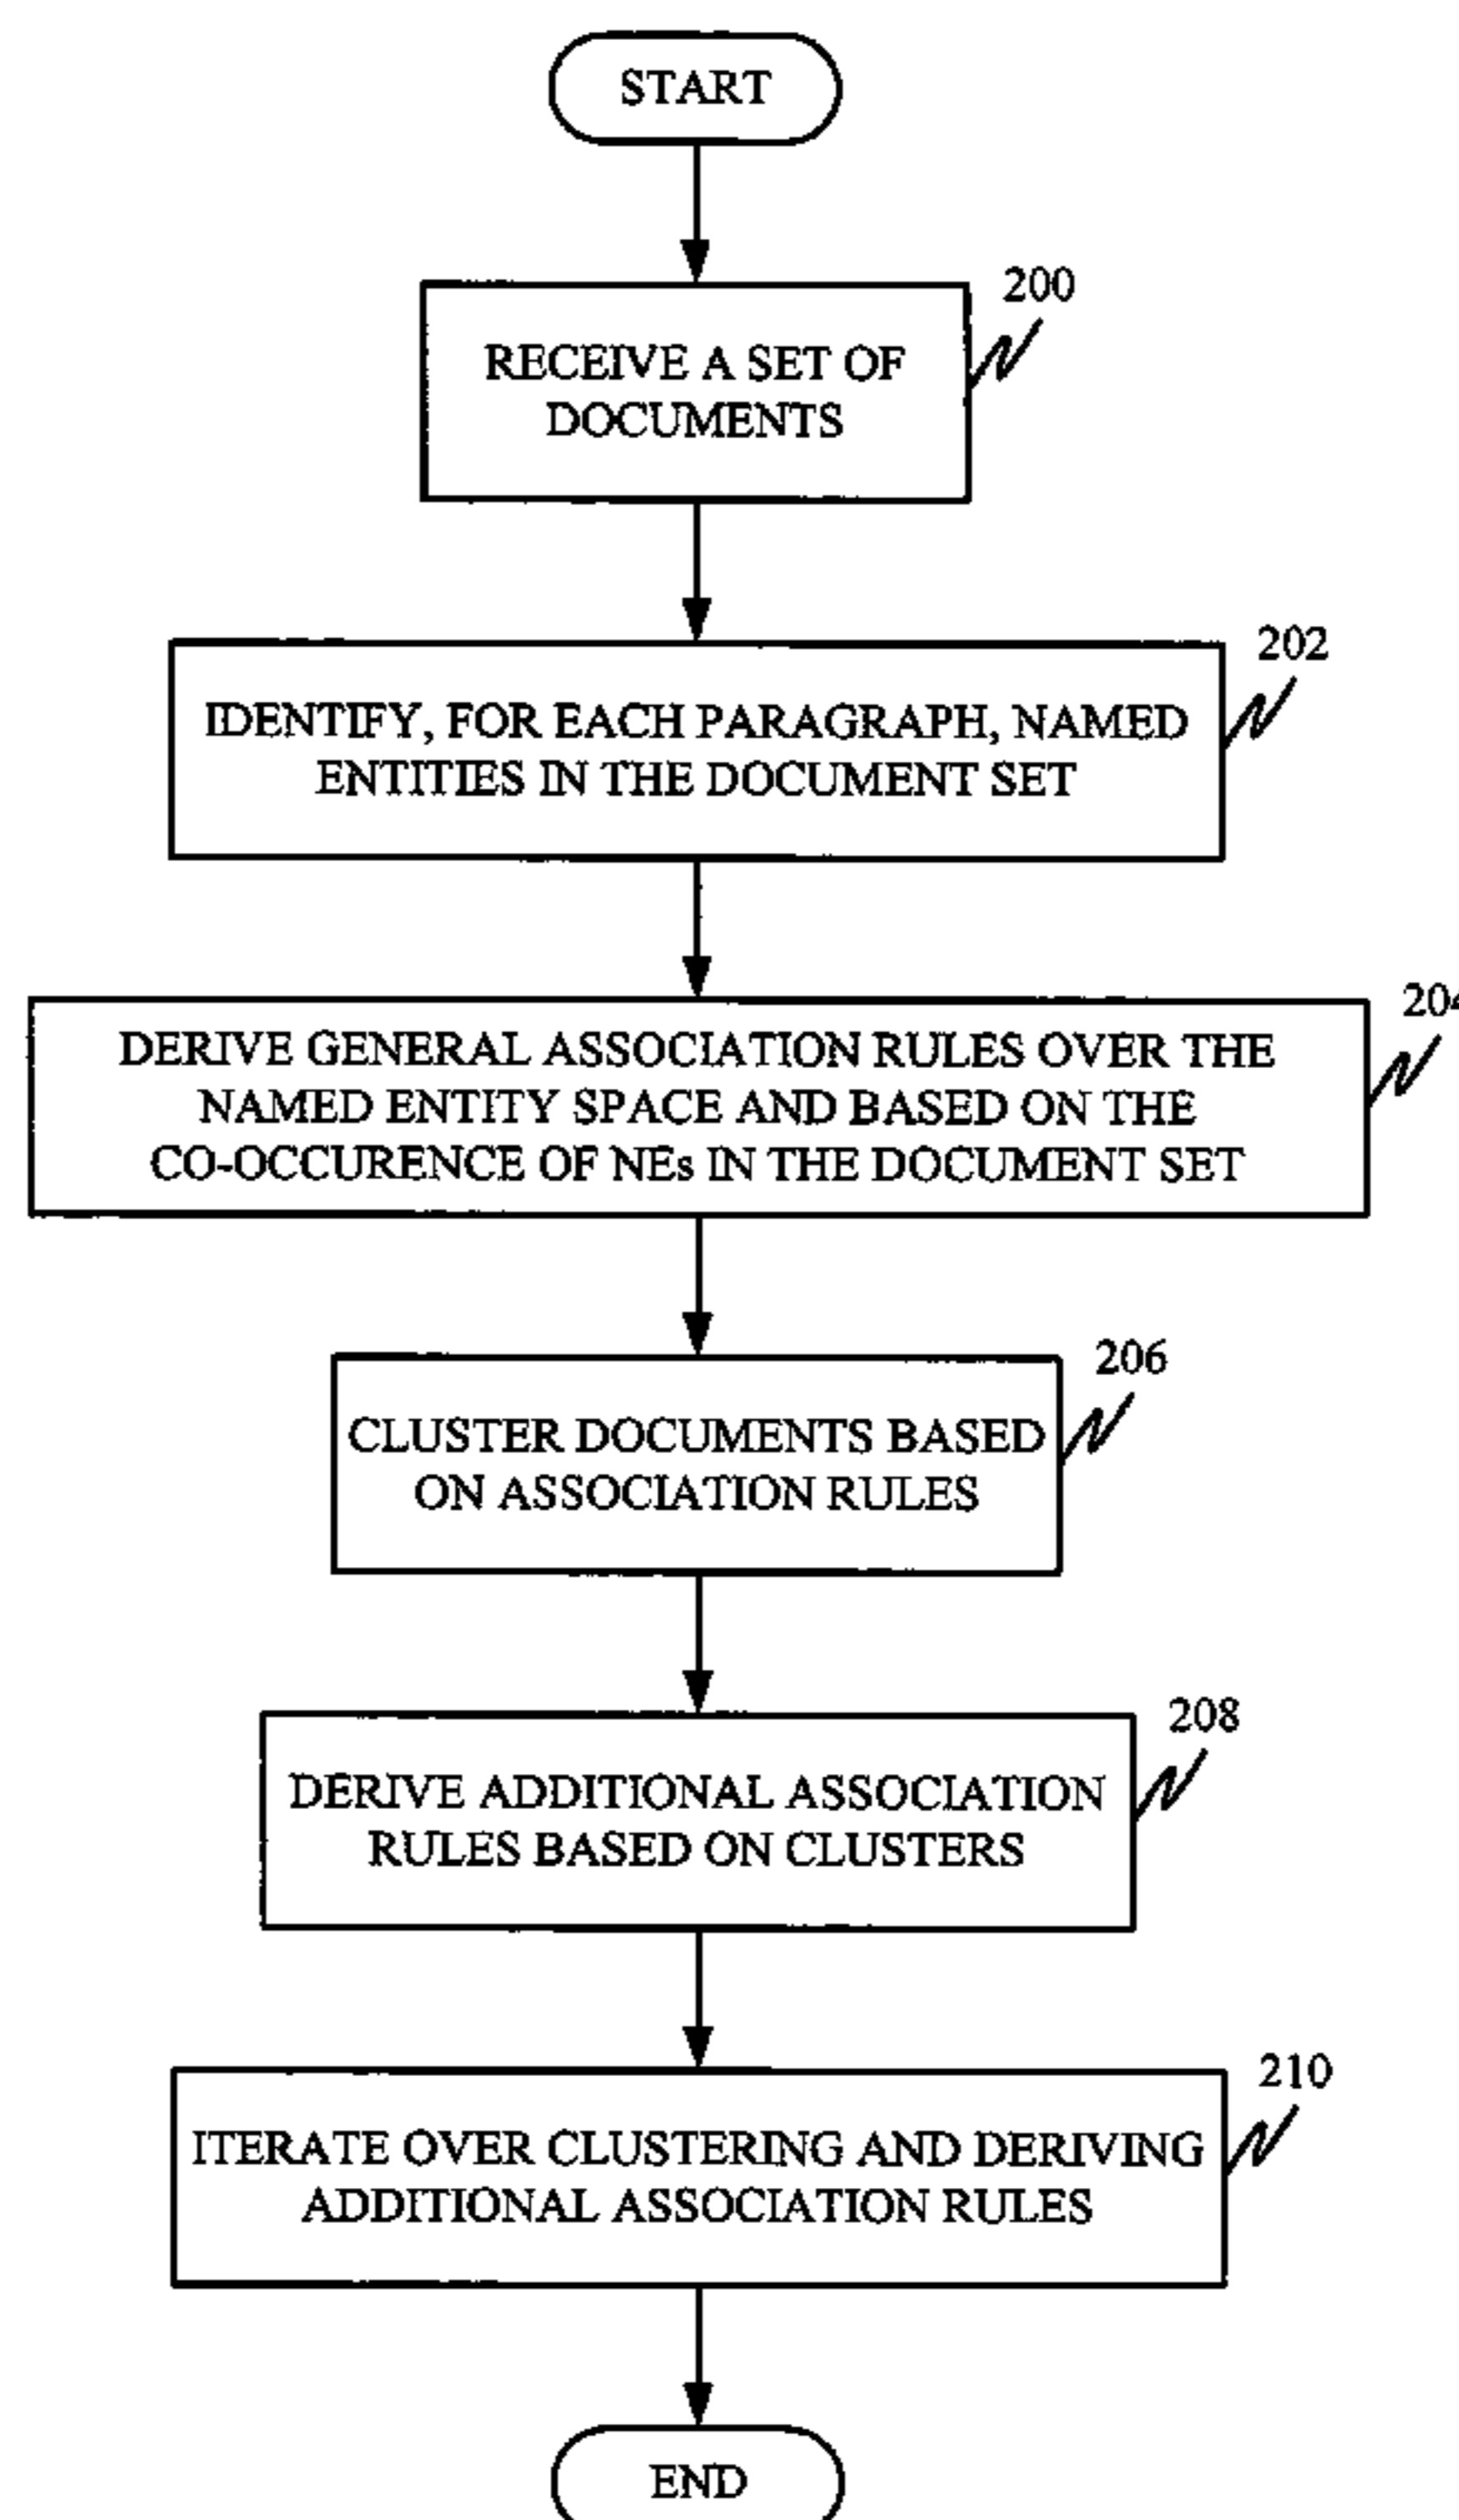 START
200
RECEIVE A SET OF
DOCUMENTS
202
IDENTIFY, FOR EACH PARAGRAPH, NAMED
ENTITIES IN THE DOCUMENT SET
204
DERIVE GENERAL ASSOCIATION RULES OVER THE
NAMED ENTITY SPACE AND BASED ON THE
CO-OCCURENCE OF NEs IN THE DOCUMENT SET
206
CLUSTER DOCUMENTS BASED
ON ASSOCIATION RULES
208
DERIVE ADDITIONAL ASSOCIATION
RULES BASED ON CLUSTERS
210
ITERATE OVER CLUSTERING AND DERIVING
ADDITIONAL ASSOCIATION RULES
END